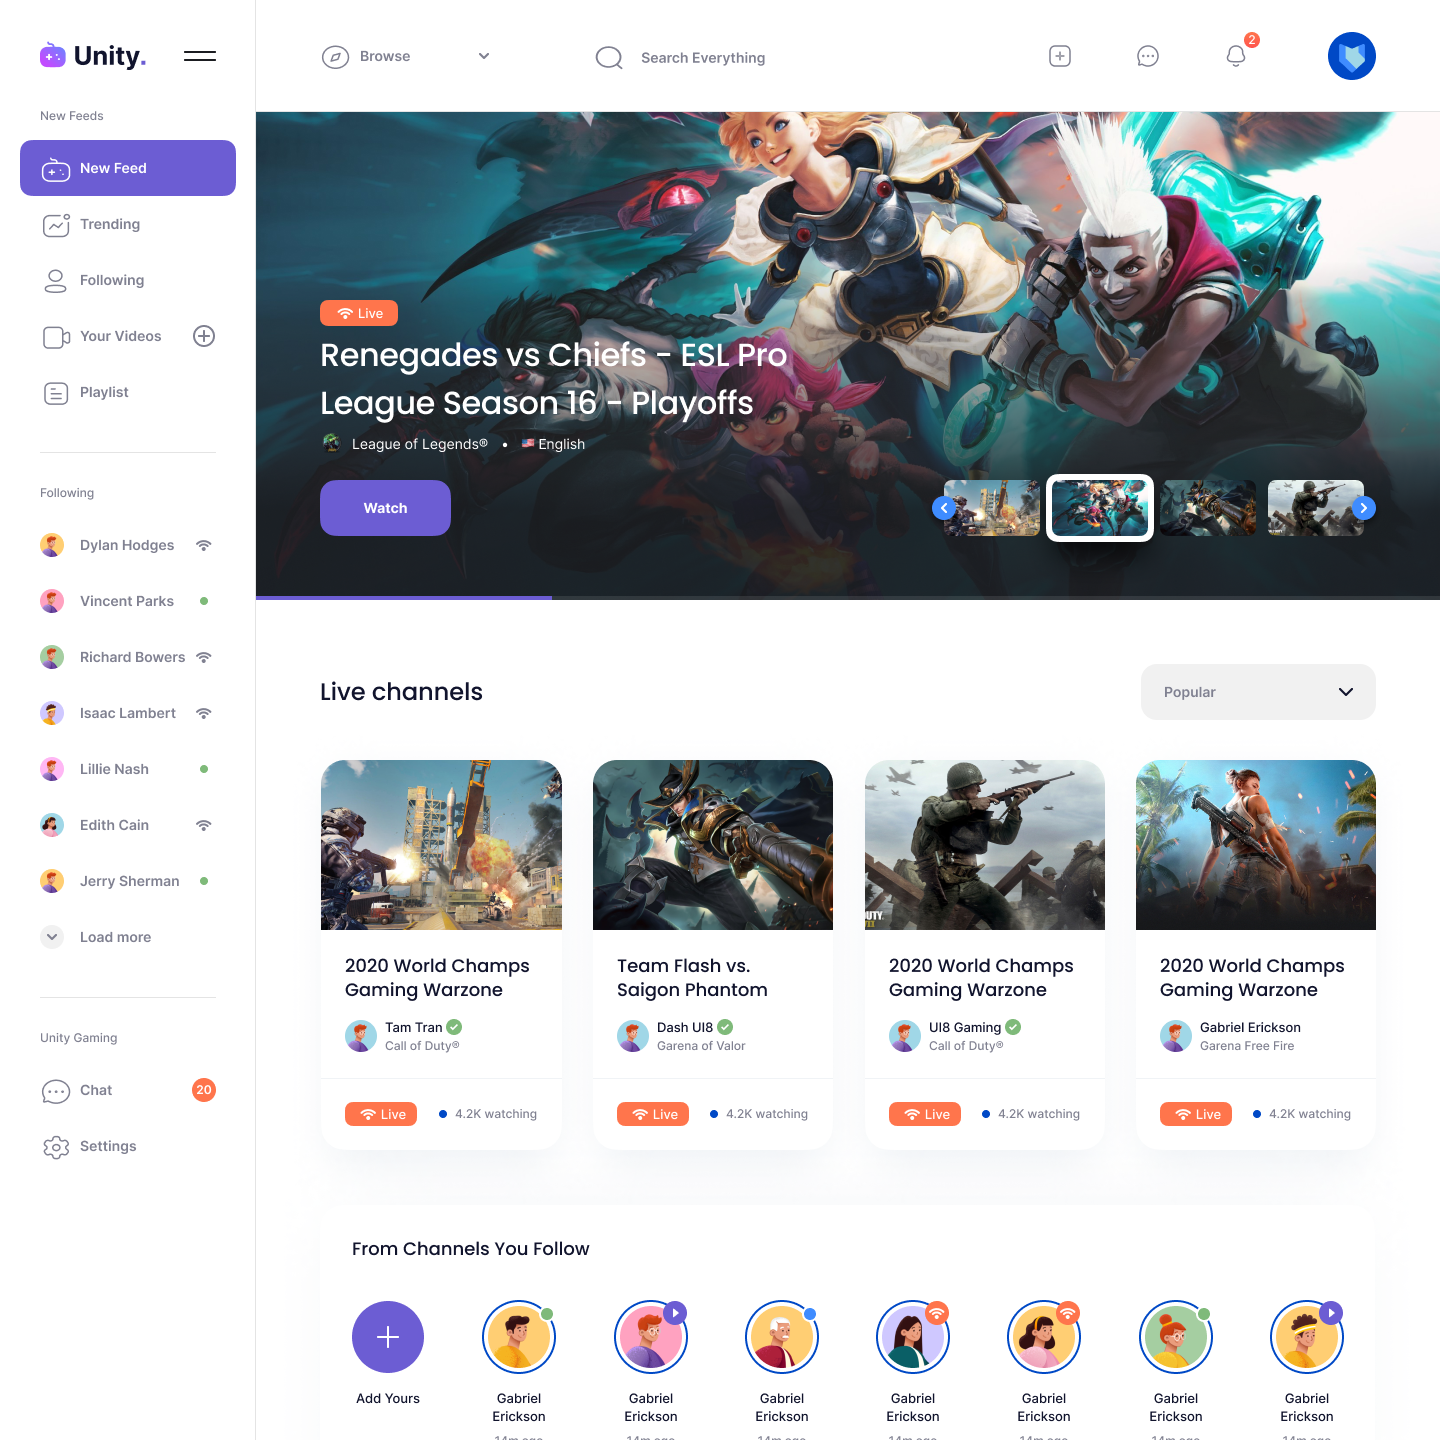 Unity.
New Feeds
New Feed
Trending
Following
Your Videos
Playlist
Following
Dylan Hodges
Vincent Parks
Richard Bowers
Isaac Lambert
Lillie Nash
Edith Cain
Jerry Sherman
Load more
Unity Gaming
Chat
20
Settings
Browse
Search Everything
2
Live
Renegades vs Chiefs - ESL Pro
League Season 16 - Playoffs
League of Legends®
English
Watch
Live channels
Popular
2020 World Champs
Gaming Warzone
Tam Tran
Call of Duty®
Live
4.2K watching
Team Flash vs.
Saigon Phantom
Dash UI8
Garena of Valor
Live
4.2K watching
2020 World Champs
Gaming Warzone
UI8 Gaming
Call of Duty®
Live
4.2K watching
2020 World Champs
Gaming Warzone
Gabriel Erickson
Garena Free Fire
Live
4.2K watching
From Channels You Follow
Add Yours
Gabriel
Erickson
Gabriel
Erickson
Gabriel
Erickson
Gabriel
Erickson
Gabriel
Erickson
Gabriel
Erickson
Gabriel
Erickson